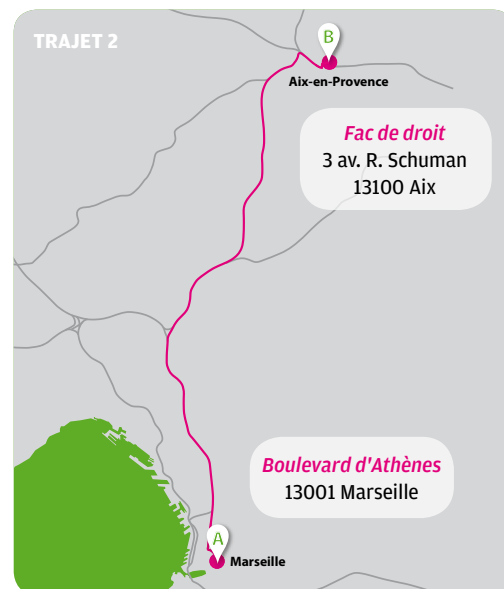 TRAJET 2
B
Aix-en-Provence
Fac de droit
3 av. R. Schuman
13100 Aix
Boulevard d'Athènes
13001 Marseille
A
Marseille